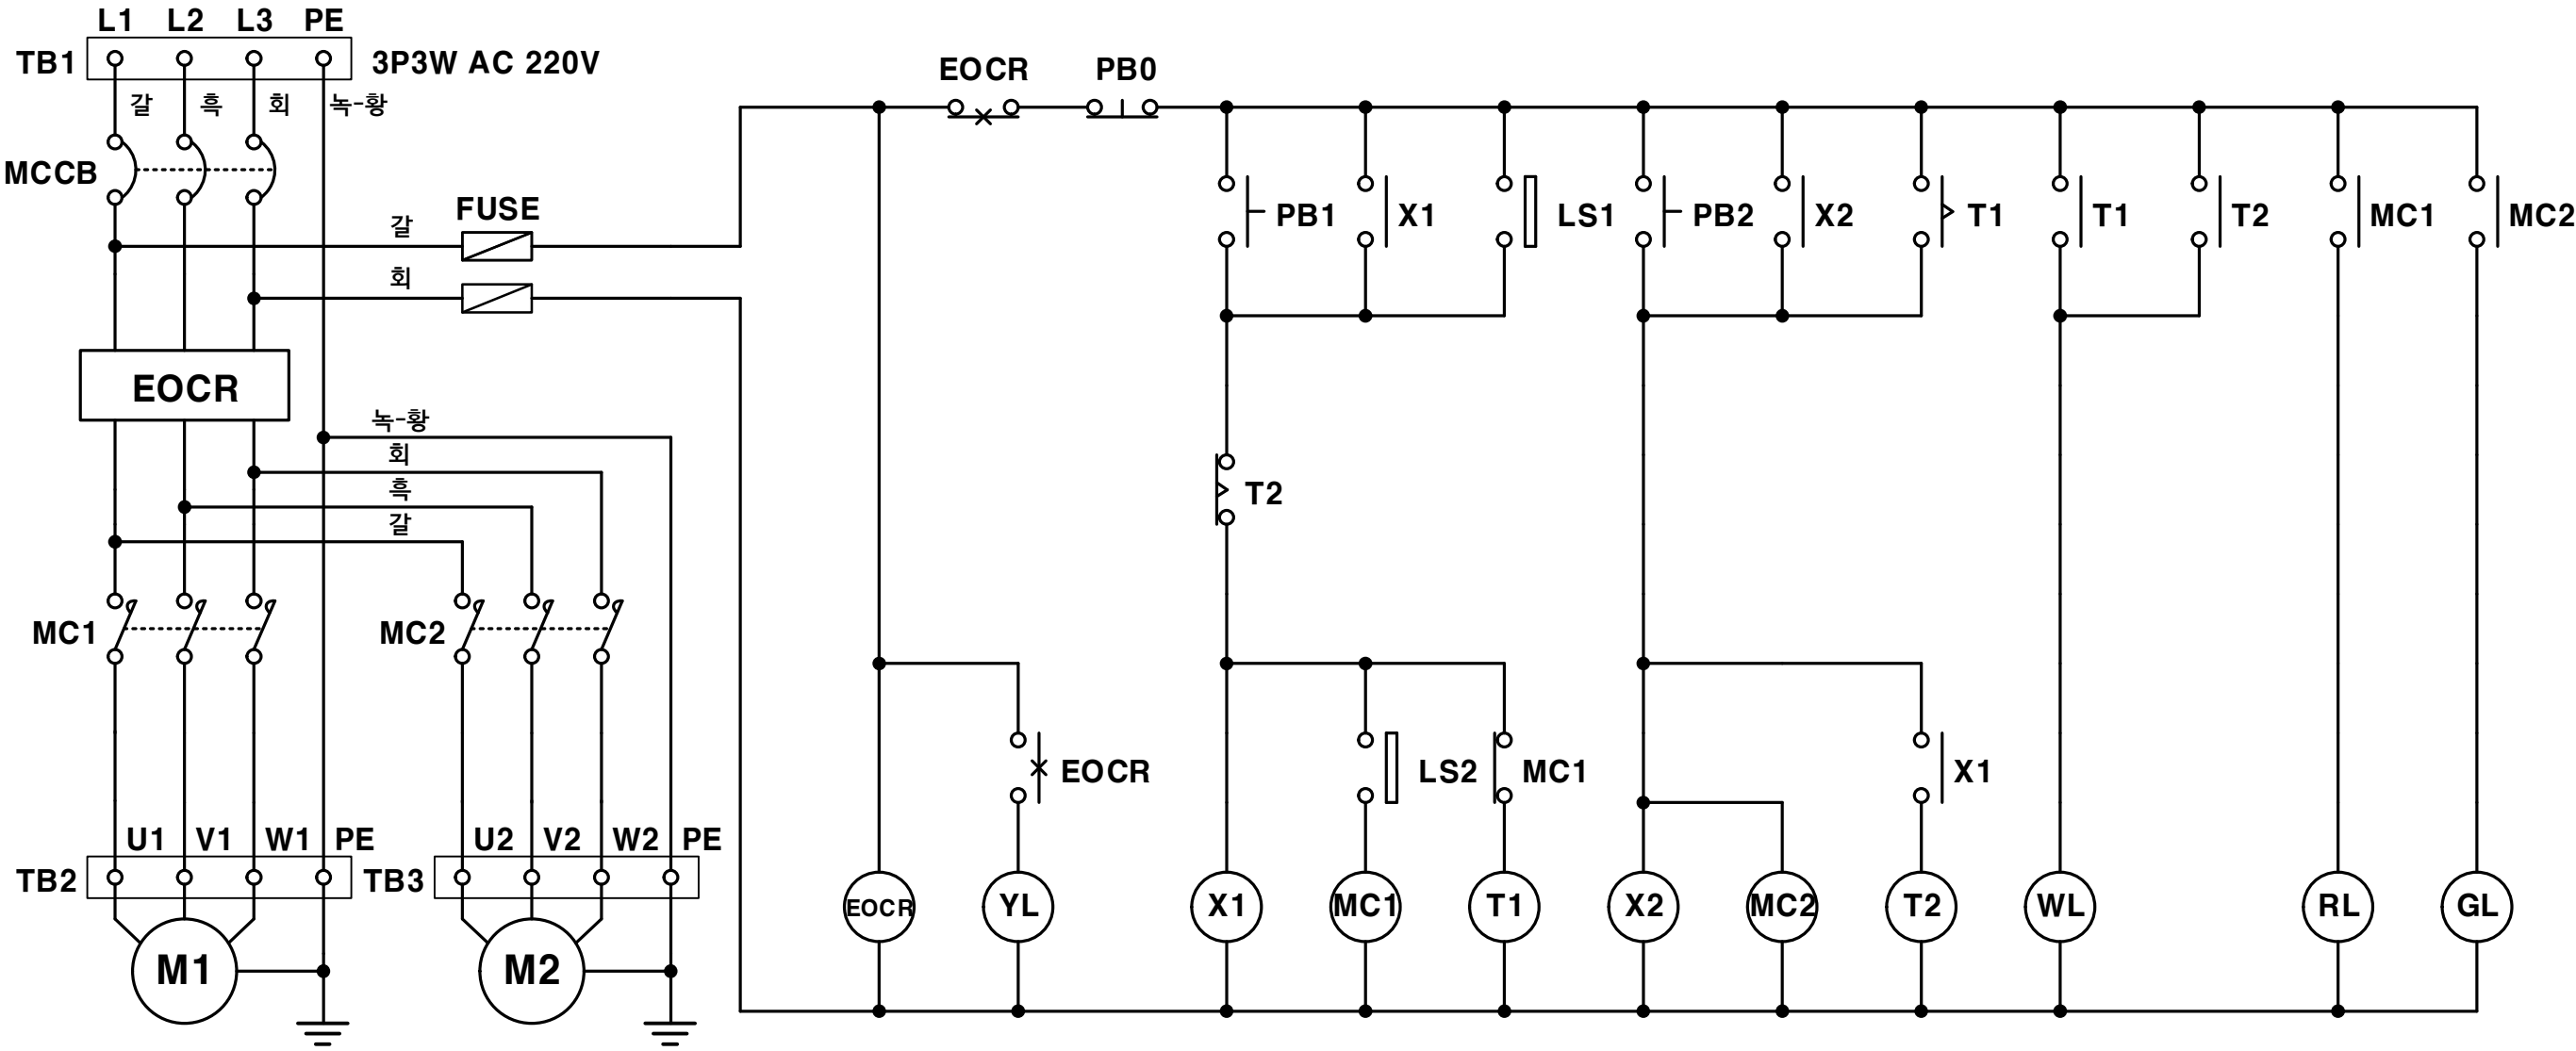 L1 L2 L3 PE
TB1 3P3W AC 220V
갈 흑 회 녹-황
MCCB
갈 FUSE
회
EOCR
녹-황
회
흑
갈
MC1 MC2
U1 V1 W1 PE U2 V2 W2 PE
TB2 TB3
M1 M2
EOCR PB0
PB1 X1 LS1 PB2 X2 T1 T1 T2 MC1 MC2
T2
EOCR LS2 MC1 X1
EOCR YL X1 MC1 T1 X2 MC2 T2 WL RL GL